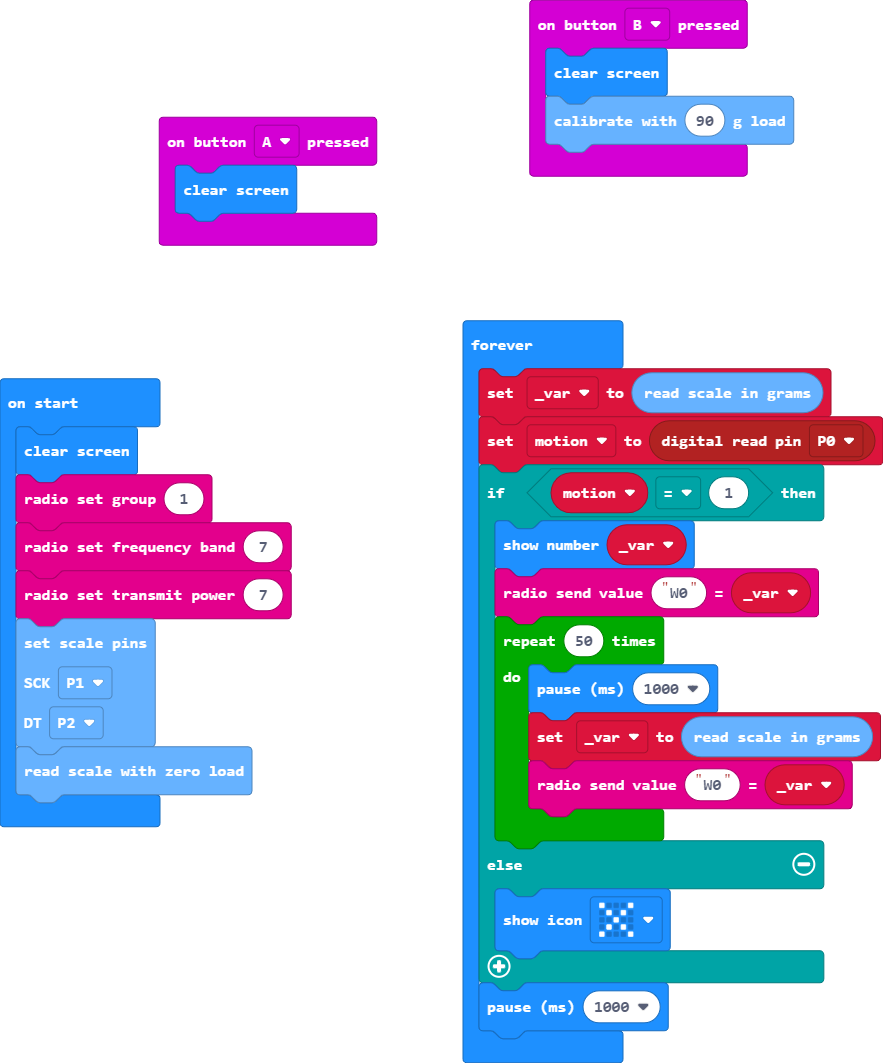 on button B pressed
clear screen
calibrate with 90 g load
on button A pressed
clear screen
on start
clear screen
radio set group 1
radio set frequency band 7
radio set transmit power 7
set scale pins
SCK P1
DT P2
read scale with zero load
forever
set _var to read scale in grams
set motion to digital read pin P0
if motion = 1 then
show number _var
radio send value "W0" = _var
repeat 50 times
do
pause (ms) 1000
set _var to read scale in grams
radio send value "W0" = _var
else
show icon
pause (ms) 1000